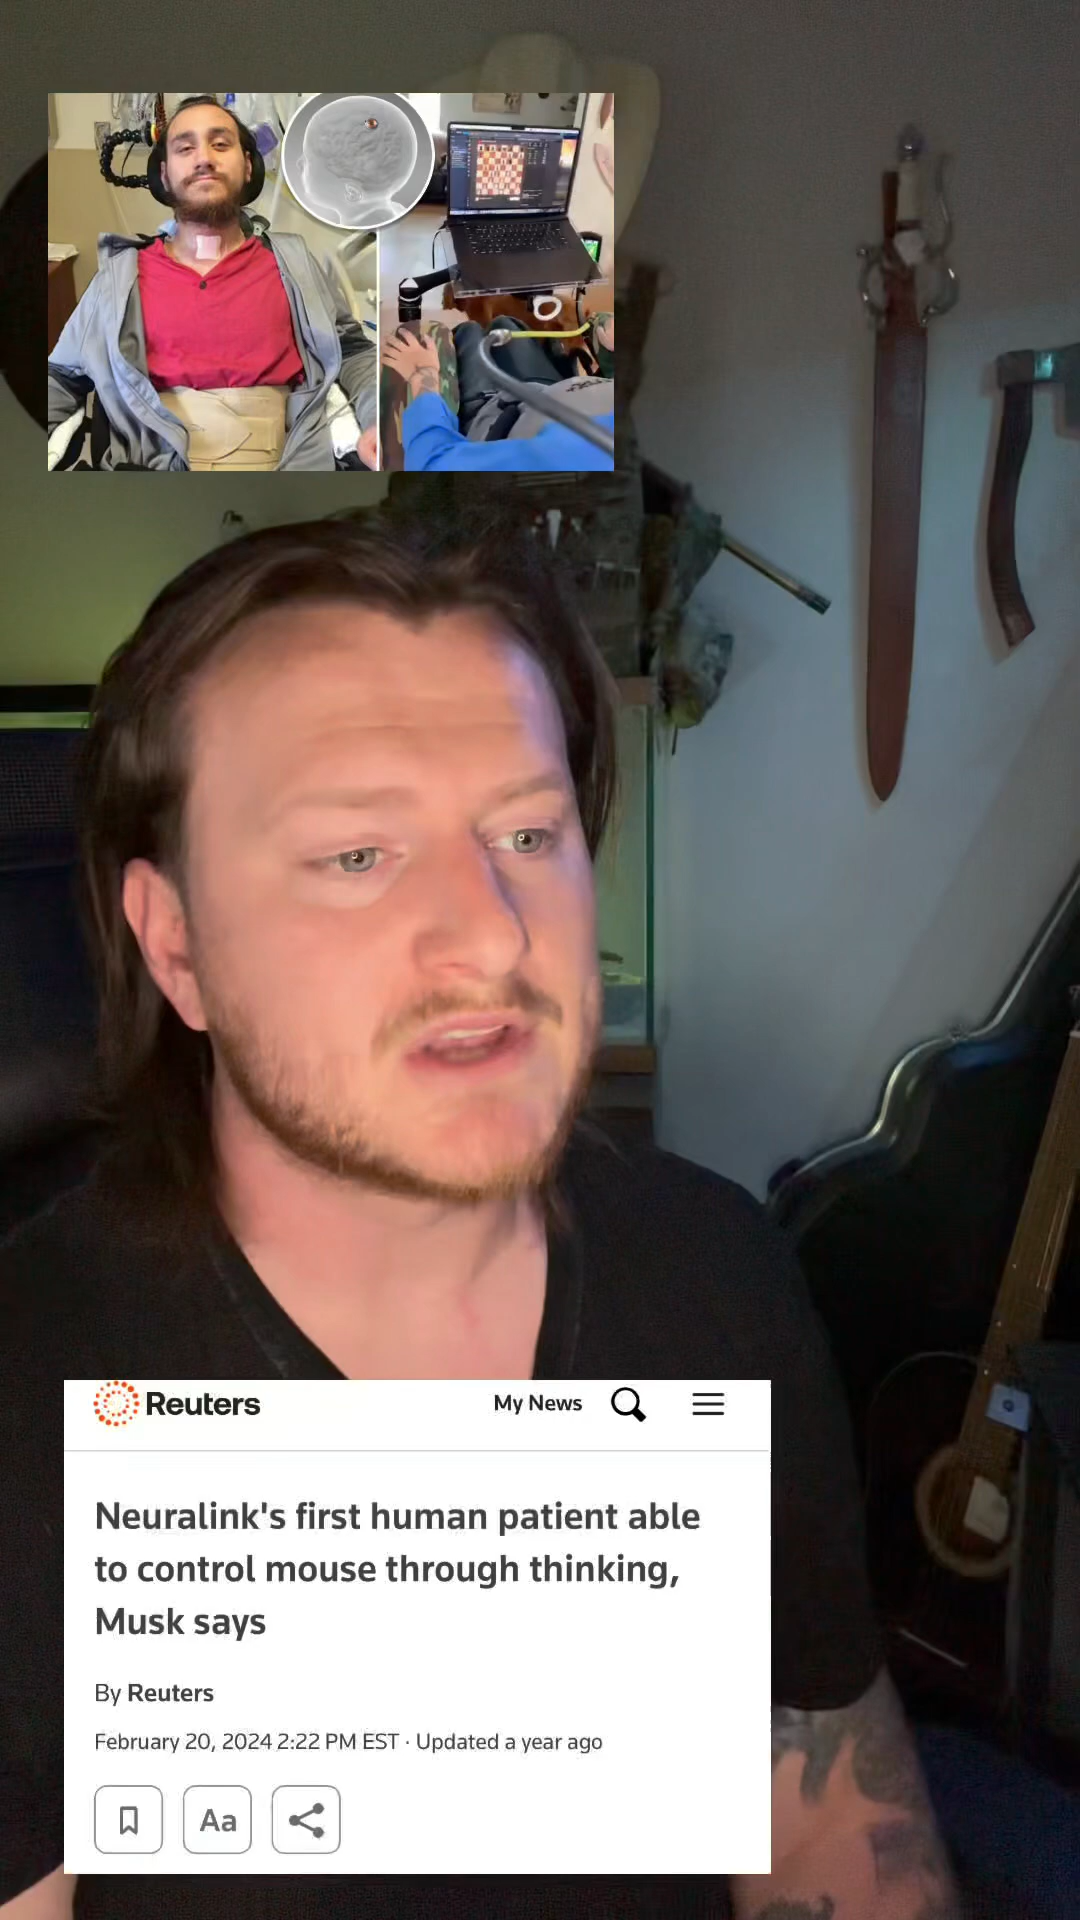 Reuters
My News
Neuralink's first human patient able
to control mouse through thinking,
Musk says
By Reuters
February 20, 2024 2:22 PM EST · Updated a year ago
Aa